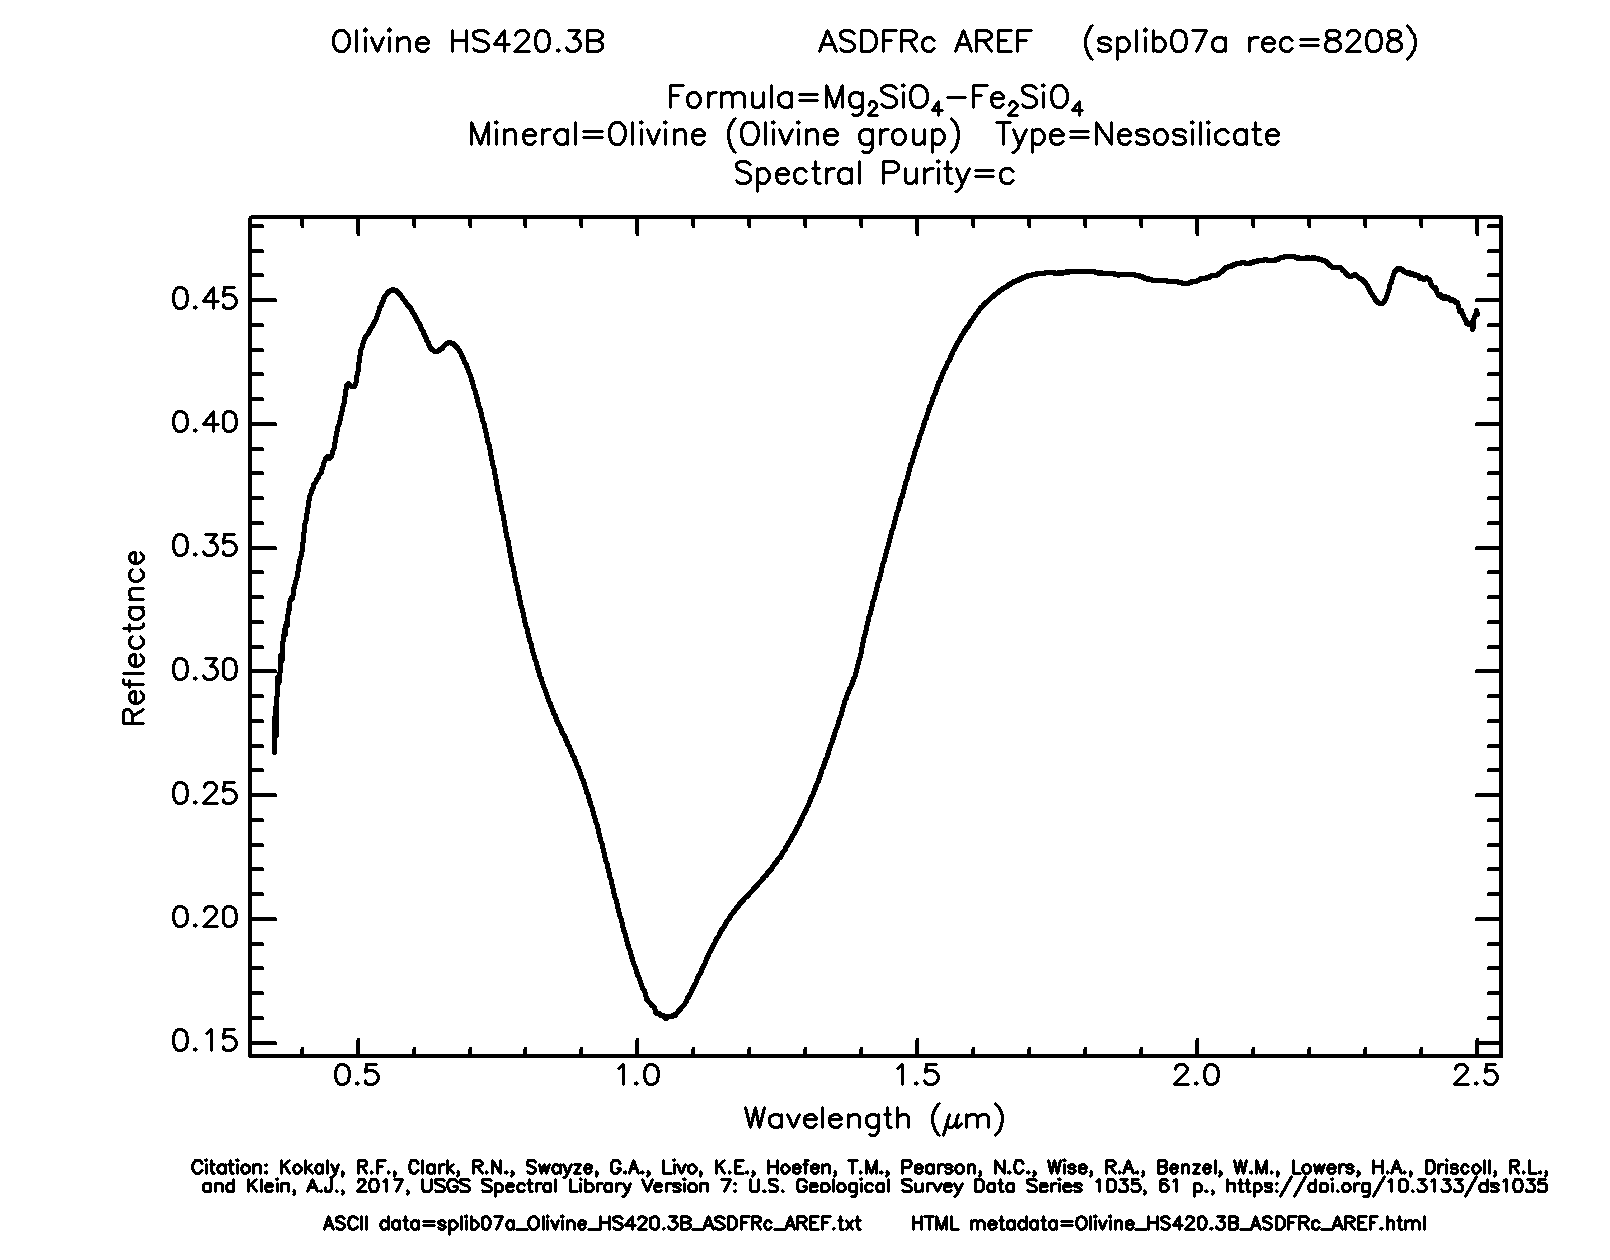 Olivine HS420.3B ASDFRc AREF (splib07a rec=8208)
Formula=Mg₂SiO₄−Fe₂SiO₄
Mineral=Olivine (Olivine group) Type=Nesosilicate
Spectral Purity=c
0.45
0.40
0.35
0.30
0.25
0.20
0.15
Reflectance
0.5 1.0 1.5 2.0 2.5
Wavelength (μm)
Citation: Kokaly, R.F., Clark, R.N., Swayze, G.A., Livo, K.E., Hoefen, T.M., Pearson, N.C., Wise, R.A., Benzel, W.M., Lowers, H.A., Driscoll, R.L.,
and Klein, A.J., 2017, USGS Spectral Library Version 7: U.S. Geological Survey Data Series 1035, 61 p., https://doi.org/10.3133/ds1035
ASCII data=splib07a_Olivine_HS420.3B_ASDFRc_AREF.txt HTML metadata=Olivine_HS420.3B_ASDFRc_AREF.html